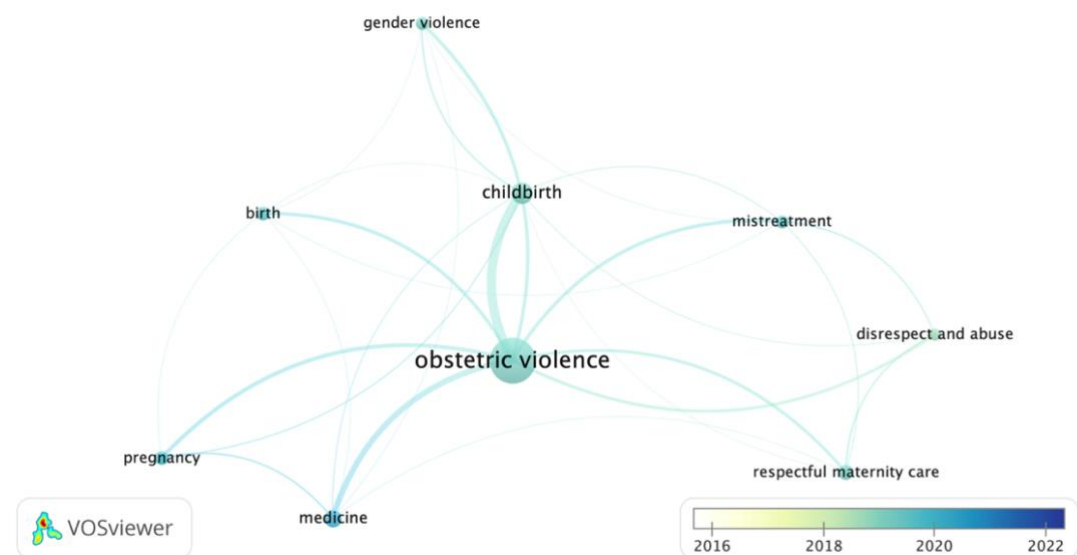 gender violence
childbirth
birth
mistreatment
disrespect and abuse
obstetric violence
pregnancy
respectful maternity care
medicine
VOSviewer
2016 2018 2020 2022